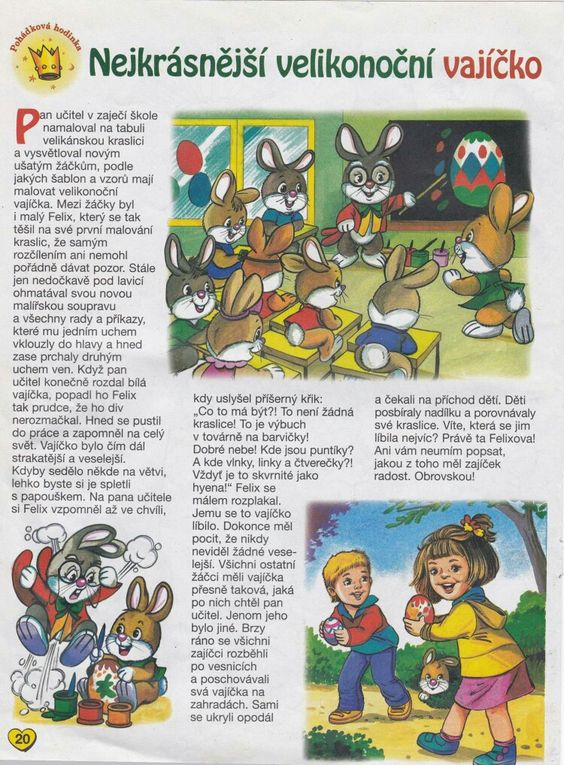 Pohádková hodinka
Nejkrásnější velikonoční vajíčko
Pan učitel v zaječí škole
namaloval na tabuli
velikánskou kraslici
a vysvětloval novým
ušatým žáčkům, podle
jakých šablon a vzorů mají
malovat velikonoční
vajíčka. Mezi žáčky byl
i malý Felix, který se tak
těšil na své první malování
kraslic, že samým
rozčílením ani nemohl
pořádně dávat pozor. Stále
jen nedočkavě pod lavicí
ohmatával svou novou
malířskou soupravu
a všechny rady a příkazy,
které mu jedním uchem
vklouzly do hlavy a hned
zase prchaly druhým
uchem ven. Když pan
učitel konečně rozdal bílá
vajíčka, popadl ho Felix
tak prudce, že ho div
nerozmačkal. Hned se pustil
do práce a zapomněl na celý
svět. Vajíčko bylo čím dál
strakatější a veselejší.
Kdyby sedělo někde na větvi,
lehko byste si je spletli
s papouškem. Na pana učitele
si Felix vzpomněl až ve chvíli,
kdy uslyšel příšerný křik:
„Co to má být?! To není žádná
kraslice! To je výbuch
v továrně na barvičky!
Dobré nebe! Kde jsou puntíky?
A kde vlnky, linky a čtverečky?!
Vždyť je to skvrnité jako
hyena!“ Felix se
málem rozplakal.
Jemu se to vajíčko
líbilo. Dokonce měl
pocit, že nikdy
neviděl žádné vese-
lejší. Všichni ostatní
žáčci měli vajíčka
přesně taková, jaká
po nich chtěl pan
učitel. Jenom jeho
bylo jiné. Brzy
ráno se všichni
zajíčci rozběhli
po vesnicích
a poschovávali
svá vajíčka na
zahradách. Sami
se ukryli opodál
a čekali na příchod dětí. Děti
posbíraly nadílku a porovnávaly
své kraslice. Víte, která se jim
líbila nejvíc? Právě ta Felixova!
Ani vám neumím popsat,
jakou z toho měl zajíček
radost. Obrovskou!
20